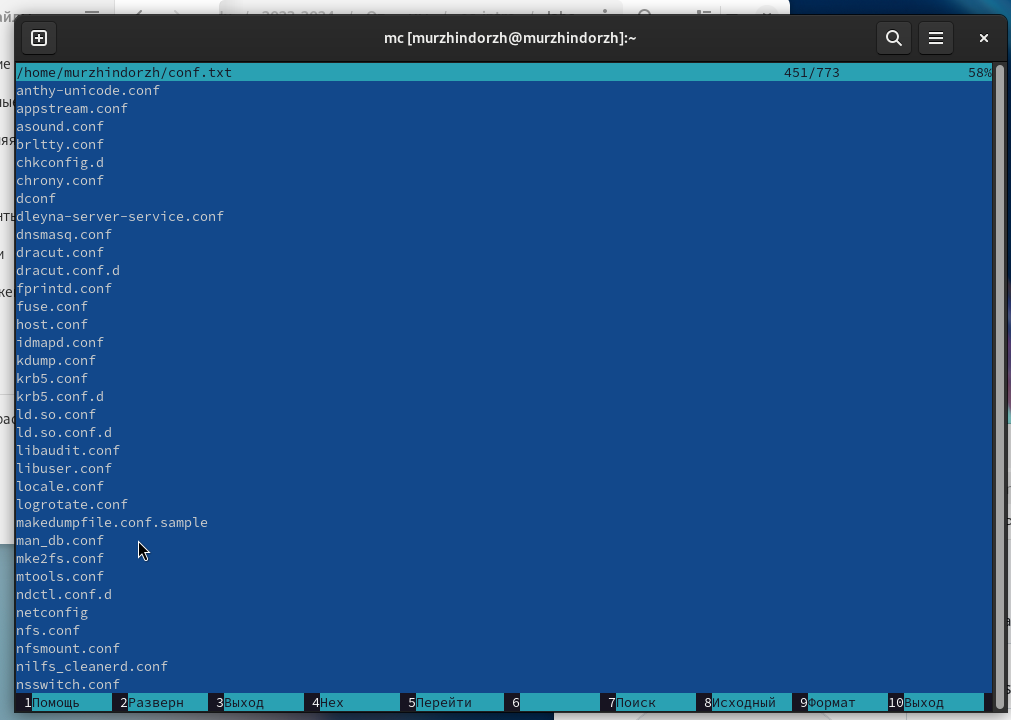 mc [murzhindorzh@murzhindorzh]:~
/home/murzhindorzh/conf.txt 451/773 58%
anthy-unicode.conf
appstream.conf
asound.conf
brltty.conf
chkconfig.d
chrony.conf
dconf
dleyna-server-service.conf
dnsmasq.conf
dracut.conf
dracut.conf.d
fprintd.conf
fuse.conf
host.conf
idmapd.conf
kdump.conf
krb5.conf
krb5.conf.d
ld.so.conf
ld.so.conf.d
libaudit.conf
libuser.conf
locale.conf
logrotate.conf
makedumpfile.conf.sample
man_db.conf
mke2fs.conf
mtools.conf
ndctl.conf.d
netconfig
nfs.conf
nfsmount.conf
nilfs_cleanerd.conf
nsswitch.conf
1Помощь 2Разверн 3Выход 4Hex 5Перейти 6 7Поиск 8Исходный 9Формат 10Выход